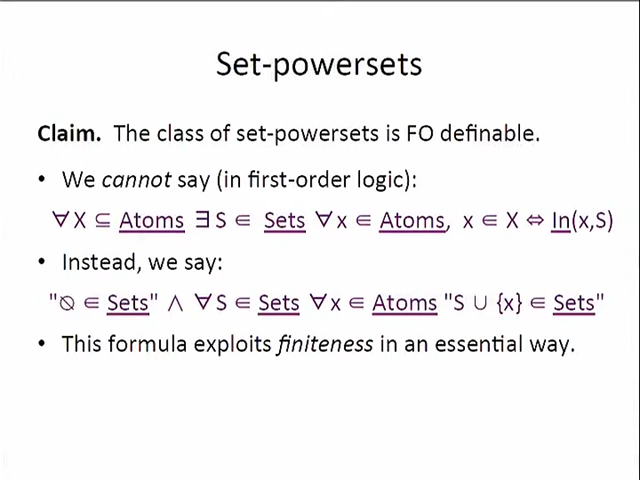 Set-powersets
Claim. The class of set-powersets is FO definable.
• We cannot say (in first-order logic):
∀X ⊆ Atoms ∃S ∈ Sets ∀x ∈ Atoms, x ∈ X ⇔ In(x,S)
• Instead, we say:
"∅ ∈ Sets" ∧ ∀S ∈ Sets ∀x ∈ Atoms "S ∪ {x} ∈ Sets"
• This formula exploits finiteness in an essential way.